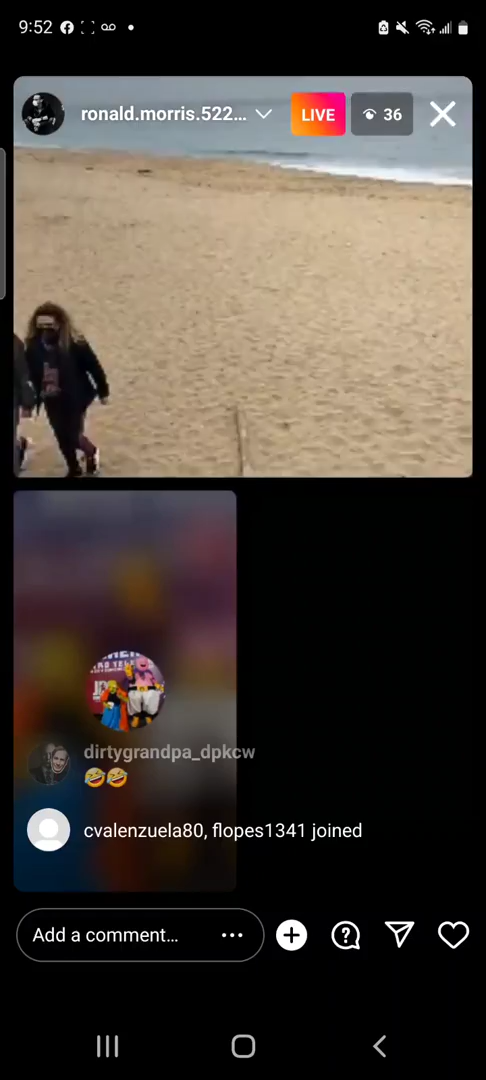 9:52
ronald.morris.522...
LIVE
36
dirtygrandpa_dpkcw
🤣🤣
cvalenzuela80, flopes1341 joined
Add a comment...